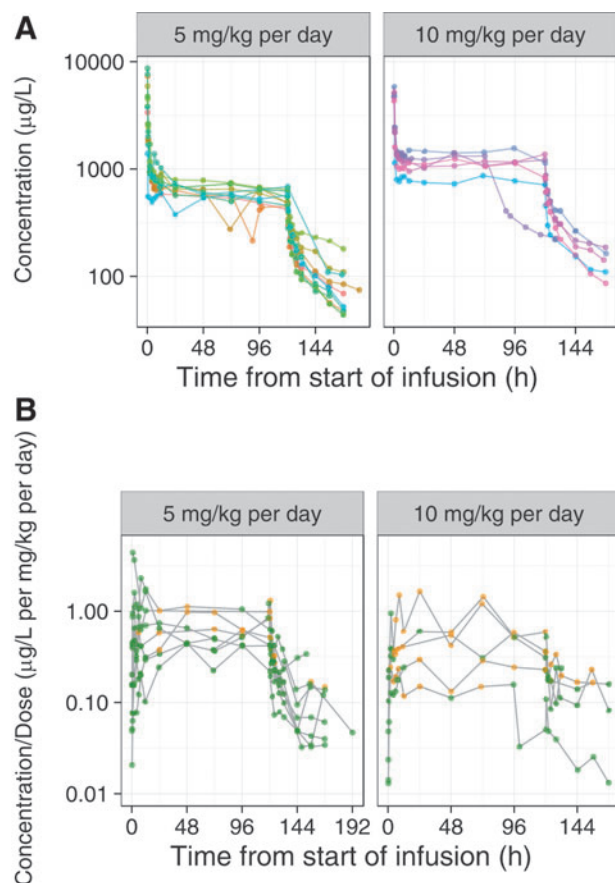 A
5 mg/kg per day 10 mg/kg per day
Concentration (μg/L)
10000
1000
100
0 48 96 144 0 48 96 144
Time from start of infusion (h)
B
5 mg/kg per day 10 mg/kg per day
Concentration/Dose (μg/L per mg/kg per day)
1.00
0.10
0.01
0 48 96 144 192 0 48 96 144
Time from start of infusion (h)